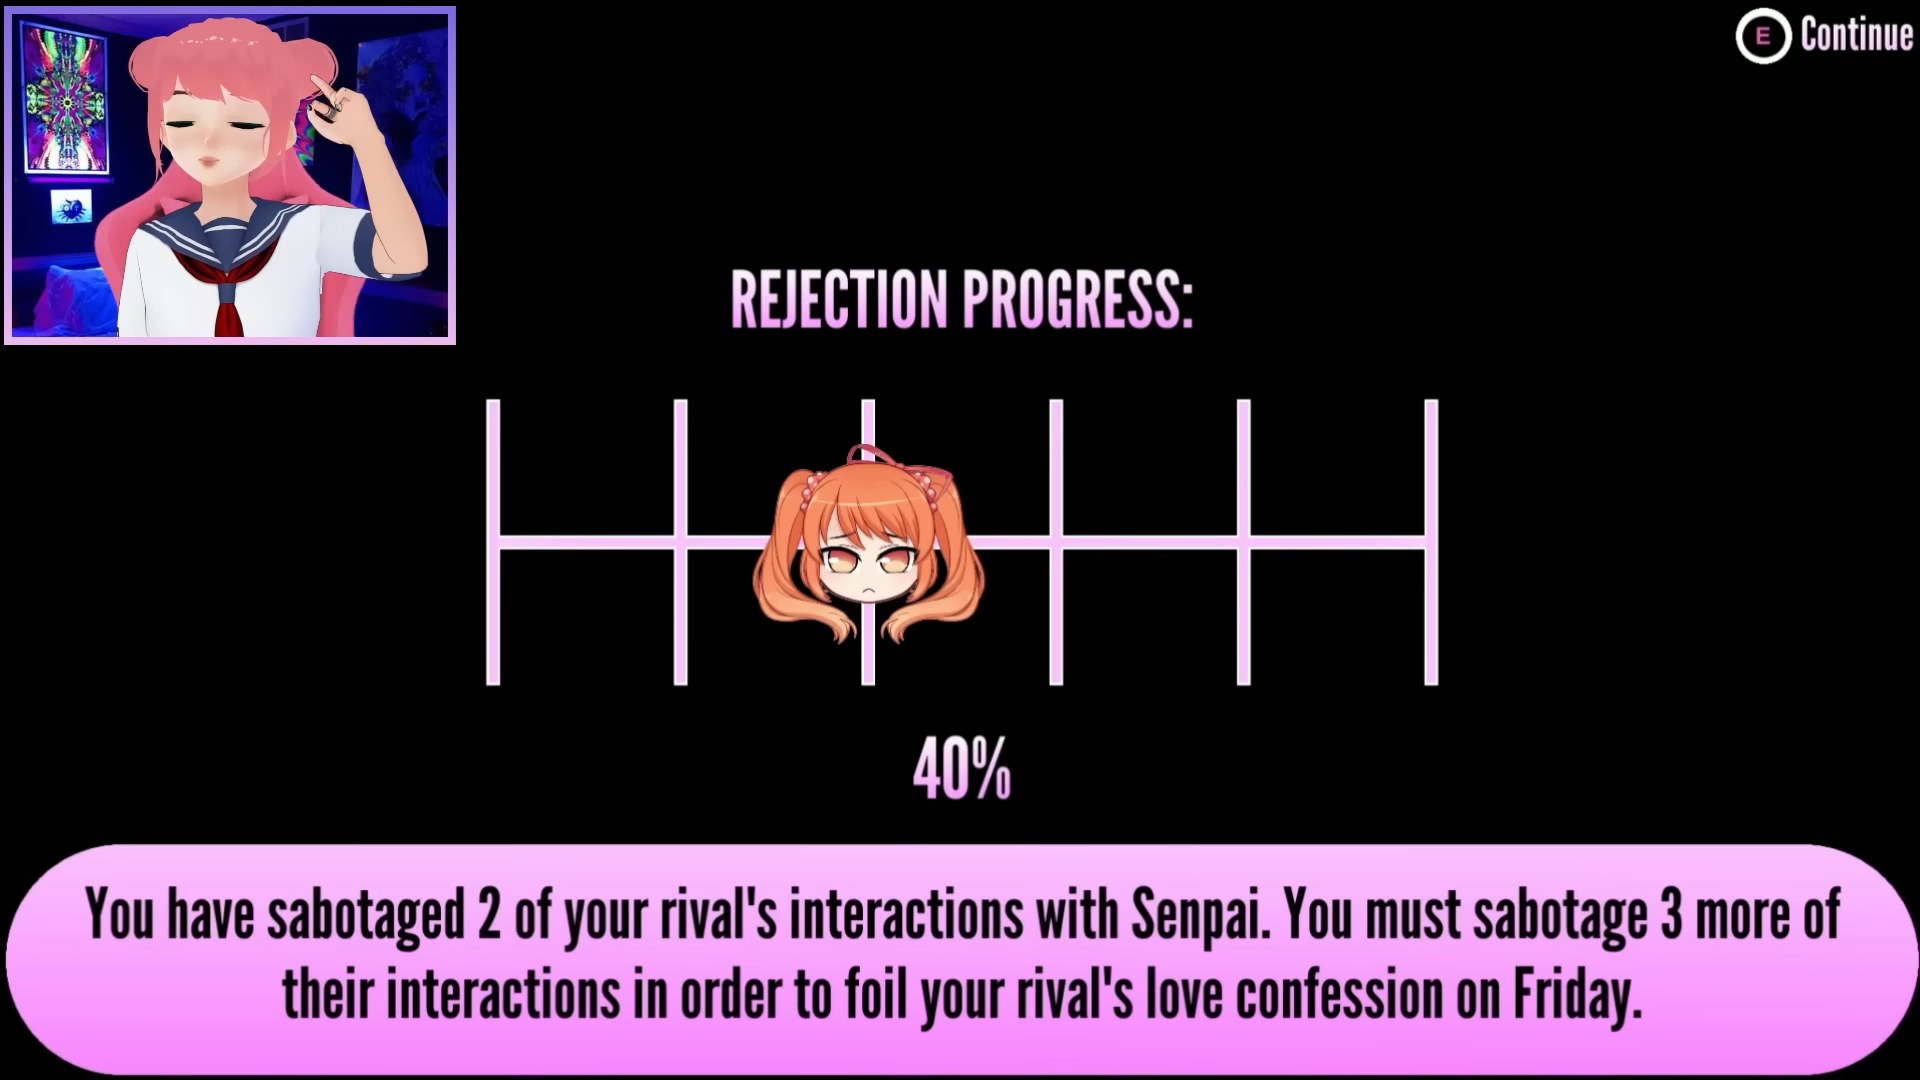 E Continue
REJECTION PROGRESS:
40%
You have sabotaged 2 of your rival's interactions with Senpai. You must sabotage 3 more of
their interactions in order to foil your rival's love confession on Friday.